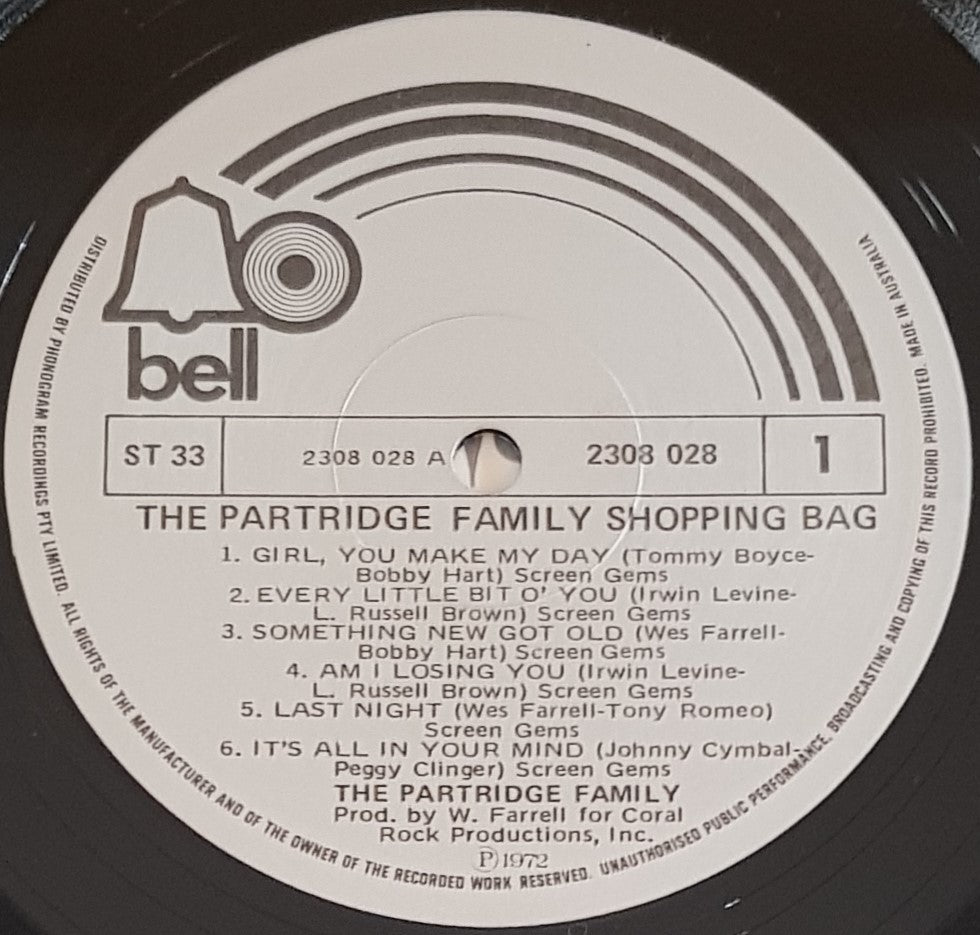 bell
ST 33 2308 028 A 2308 028 1
THE PARTRIDGE FAMILY SHOPPING BAG
1. GIRL, YOU MAKE MY DAY (Tommy Boyce-
Bobby Hart) Screen Gems
2. EVERY LITTLE BIT O' YOU (Irwin Levine-
L. Russell Brown) Screen Gems
3. SOMETHING NEW GOT OLD (Wes Farrell-
Bobby Hart) Screen Gems
4. AM I LOSING YOU (Irwin Levine-
L. Russell Brown) Screen Gems
5. LAST NIGHT (Wes Farrell-Tony Romeo)
Screen Gems
6. IT'S ALL IN YOUR MIND (Johnny Cymbal-
Peggy Clinger) Screen Gems
THE PARTRIDGE FAMILY
Prod. by W. Farrell for Coral
Rock Productions, Inc.
Ⓟ1972
DISTRIBUTED BY PHONOGRAM RECORDINGS PTY LIMITED. ALL RIGHTS OF THE MANUFACTURER AND OF THE OWNER OF THE RECORDED WORK RESERVED. UNAUTHORISED PUBLIC PERFORMANCE, BROADCASTING AND COPYING OF THIS RECORD PROHIBITED. MADE IN AUSTRALIA